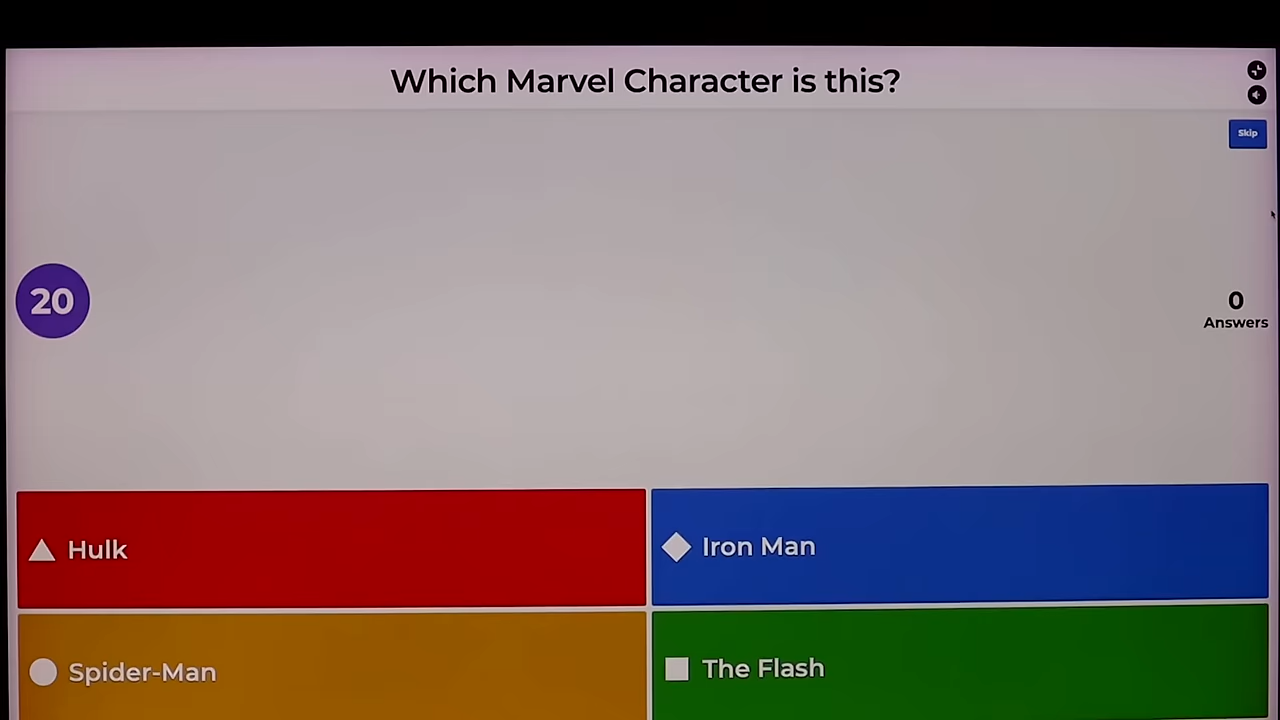 Which Marvel Character is this?
Skip
20
0
Answers
Hulk
Iron Man
Spider-Man
The Flash